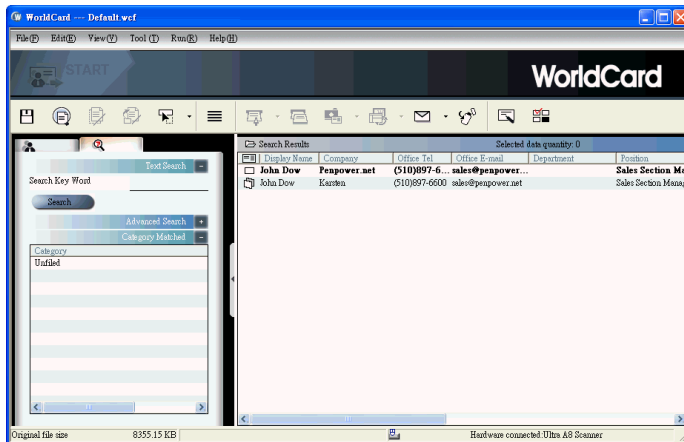 WorldCard --- Default.wcf
File(F) Edit(E) View(V) Tool (T) Run(R) Help(H)
START
WorldCard
Search Results Selected data quantity: 0
Text Search
Display Name Company Office Tel Office E-mail Department Position
Search Key Word
John Dow Penpower.net (510)897-6... sales@penpower... Sales Section Ma
John Dow Karsten (510)897-6600 sales@penpower.net Sales Section Manag
Search
Advanced Search
Category Matched
Category
Unfiled
Original file size 8355.15 KB Hardware connected:Ultra A8 Scanner